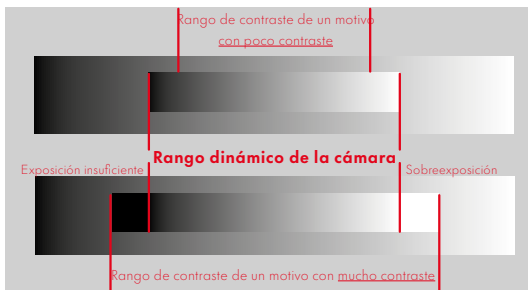 Rango de contraste de un motivo
con poco contraste
Rango dinámico de la cámara
Exposición insuficiente
Sobreexposición
Rango de contraste de un motivo con mucho contraste